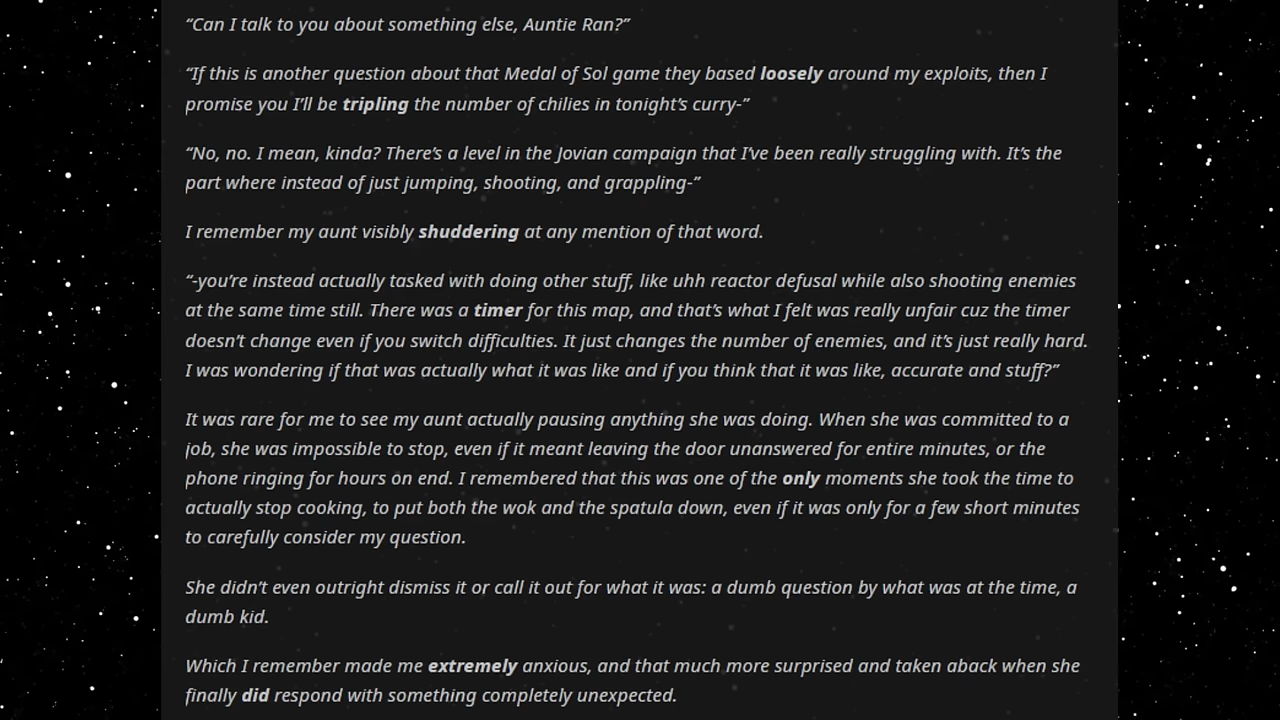 “Can I talk to you about something else, Auntie Ran?”
“If this is another question about that Medal of Sol game they based loosely around my exploits, then I
promise you I’ll be tripling the number of chilies in tonight’s curry-”
“No, no. I mean, kinda? There’s a level in the Jovian campaign that I’ve been really struggling with. It’s the
part where instead of just jumping, shooting, and grappling-”
I remember my aunt visibly shuddering at any mention of that word.
“-you’re instead actually tasked with doing other stuff, like uhh reactor defusal while also shooting enemies
at the same time still. There was a timer for this map, and that’s what I felt was really unfair cuz the timer
doesn’t change even if you switch difficulties. It just changes the number of enemies, and it’s just really hard.
I was wondering if that was actually what it was like and if you think that it was like, accurate and stuff?”
It was rare for me to see my aunt actually pausing anything she was doing. When she was committed to a
job, she was impossible to stop, even if it meant leaving the door unanswered for entire minutes, or the
phone ringing for hours on end. I remembered that this was one of the only moments she took the time to
actually stop cooking, to put both the wok and the spatula down, even if it was only for a few short minutes
to carefully consider my question.
She didn’t even outright dismiss it or call it out for what it was: a dumb question by what was at the time, a
dumb kid.
Which I remember made me extremely anxious, and that much more surprised and taken aback when she
finally did respond with something completely unexpected.